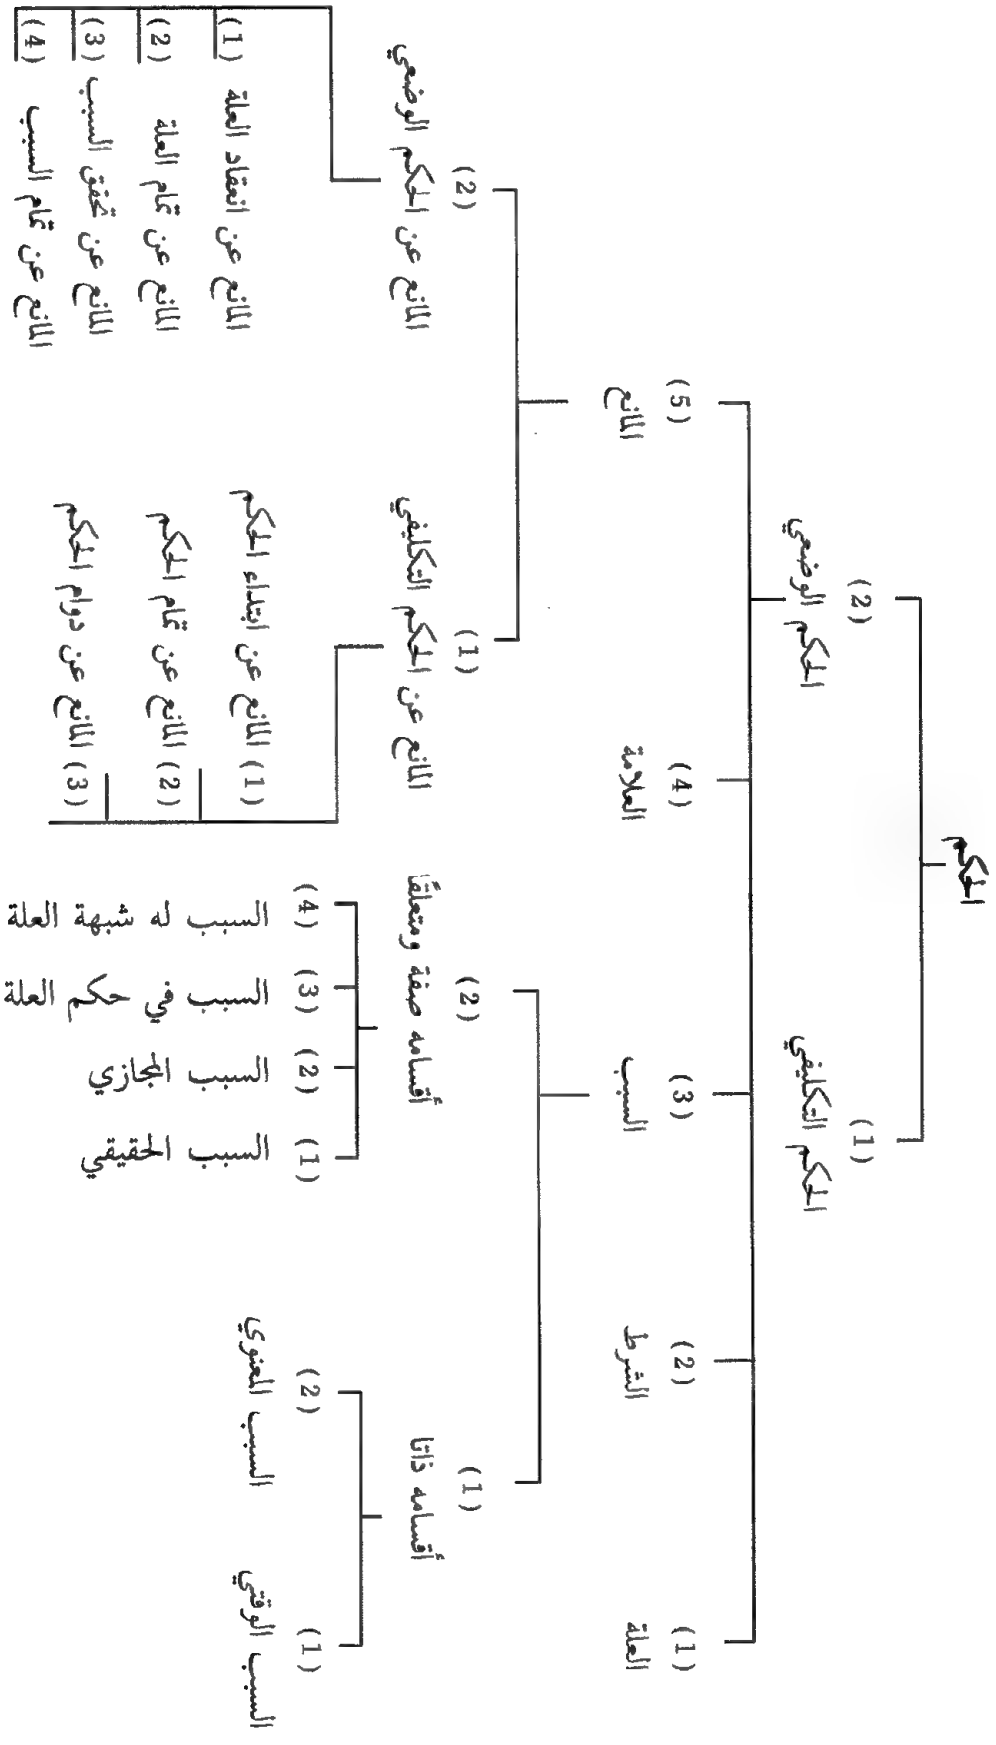 الحكم
(1)
الحكم التكليفي
(2)
الحكم الوضعي
(1)
العلة
(2)
الشرط
(3)
السبب
(4)
العلامة
(5)
المانع
(1)
أقسامه ذاتا
(2)
أقسامه صفة ومتعلقًا
(1)
المانع عن الحكم التكليفي
(2)
المانع عن الحكم الوضعي
(1)
السبب الوقتي
(2)
السبب المعنوي
(1) السبب الحقيقي
(2) السبب المجازي
(3) السبب في حكم العلة
(4) السبب له شبهة العلة
(1) المانع عن ابتداء الحكم
(2) المانع عن تمام الحكم
(3) المانع عن دوام الحكم
(1) المانع عن انعقاد العلة
(2) المانع عن تمام العلة
(3) المانع عن تحقق السبب
(4) المانع عن تمام السبب